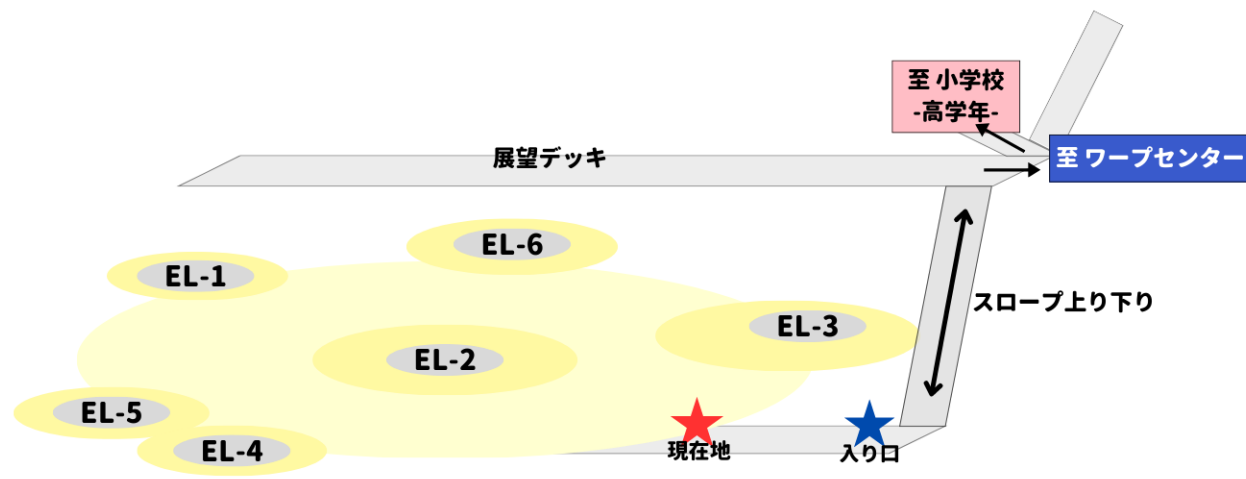 至 小学校
-高学年-
展望デッキ
至 ワープセンター
EL-6
EL-1
スロープ上り下り
EL-3
EL-2
EL-5
EL-4
現在地
入り口